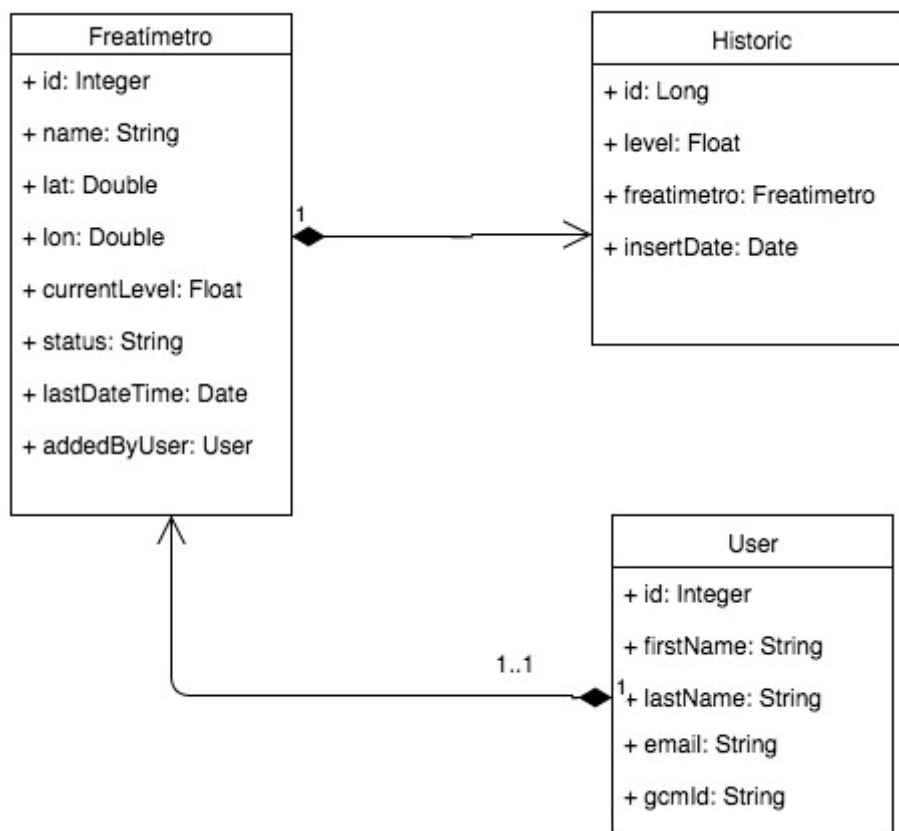 Freatímetro
+ id: Integer
+ name: String
+ lat: Double
+ lon: Double
+ currentLevel: Float
+ status: String
+ lastDateTime: Date
+ addedByUser: User
1
Historic
+ id: Long
+ level: Float
+ freatimetro: Freatimetro
+ insertDate: Date
1..1
1
User
+ id: Integer
+ firstName: String
+ lastName: String
+ email: String
+ gcmId: String